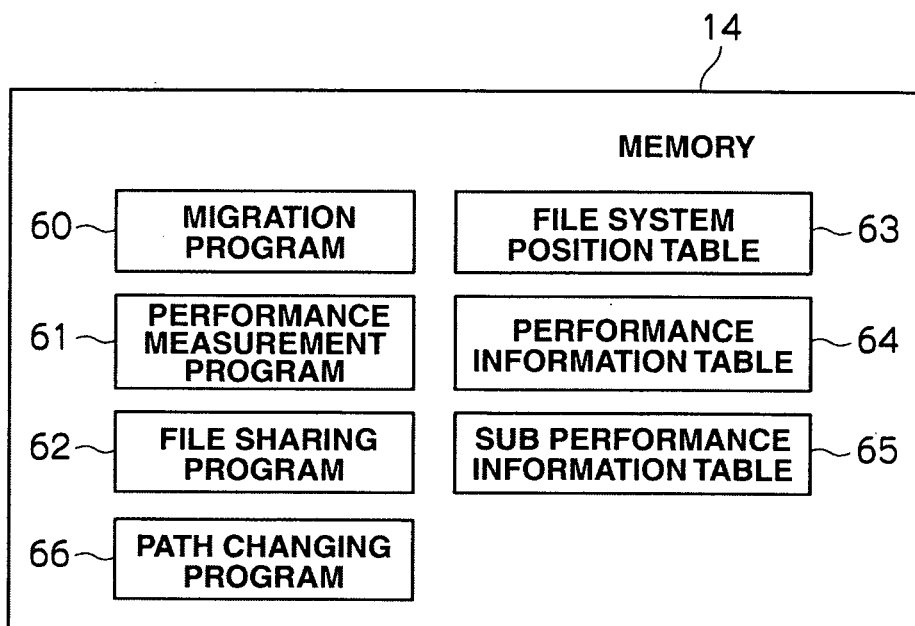 14
MEMORY
60
MIGRATION
PROGRAM
FILE SYSTEM
POSITION TABLE
63
61
PERFORMANCE
MEASUREMENT
PROGRAM
PERFORMANCE
INFORMATION TABLE
64
62
FILE SHARING
PROGRAM
SUB PERFORMANCE
INFORMATION TABLE
65
66
PATH CHANGING
PROGRAM